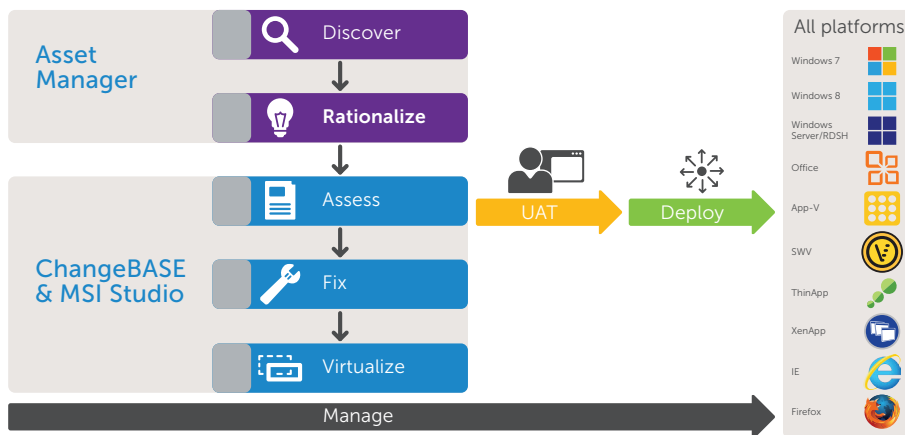 Asset
Manager
Discover
Rationalize
ChangeBASE
& MSI Studio
Assess
Fix
Virtualize
UAT
Deploy
Manage
All platforms
Windows 7
Windows 8
Windows
Server/RDSH
Office
App-V
SWV
ThinApp
XenApp
IE
Firefox